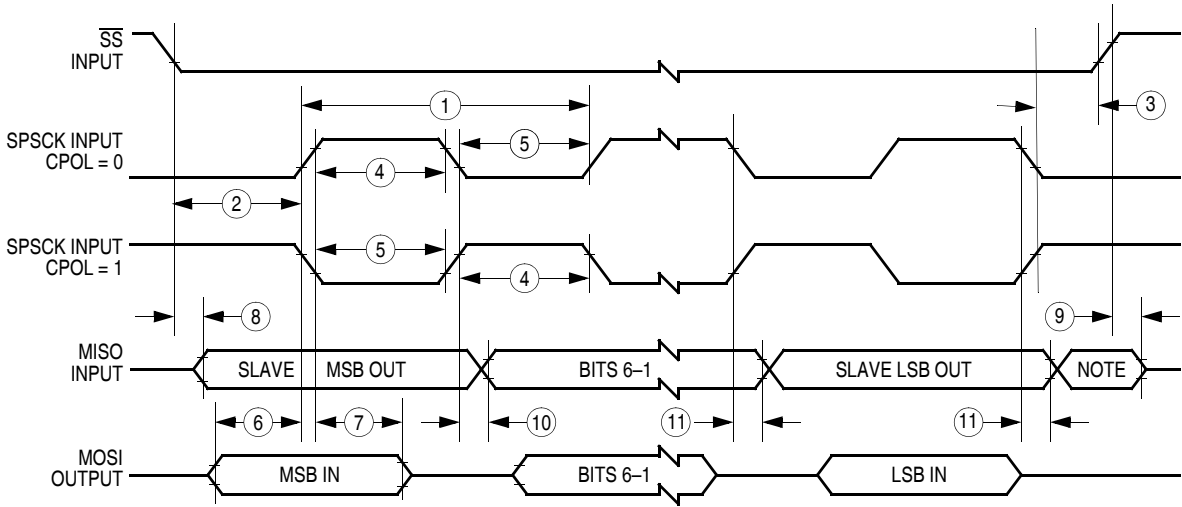 SS
INPUT
1
3
SPSCK INPUT
CPOL = 0
5
4
2
SPSCK INPUT
CPOL = 1
5
4
8
9
MISO
INPUT
SLAVE
MSB OUT
BITS 6–1
SLAVE LSB OUT
NOTE
6
7
10
11
11
MOSI
OUTPUT
MSB IN
BITS 6–1
LSB IN